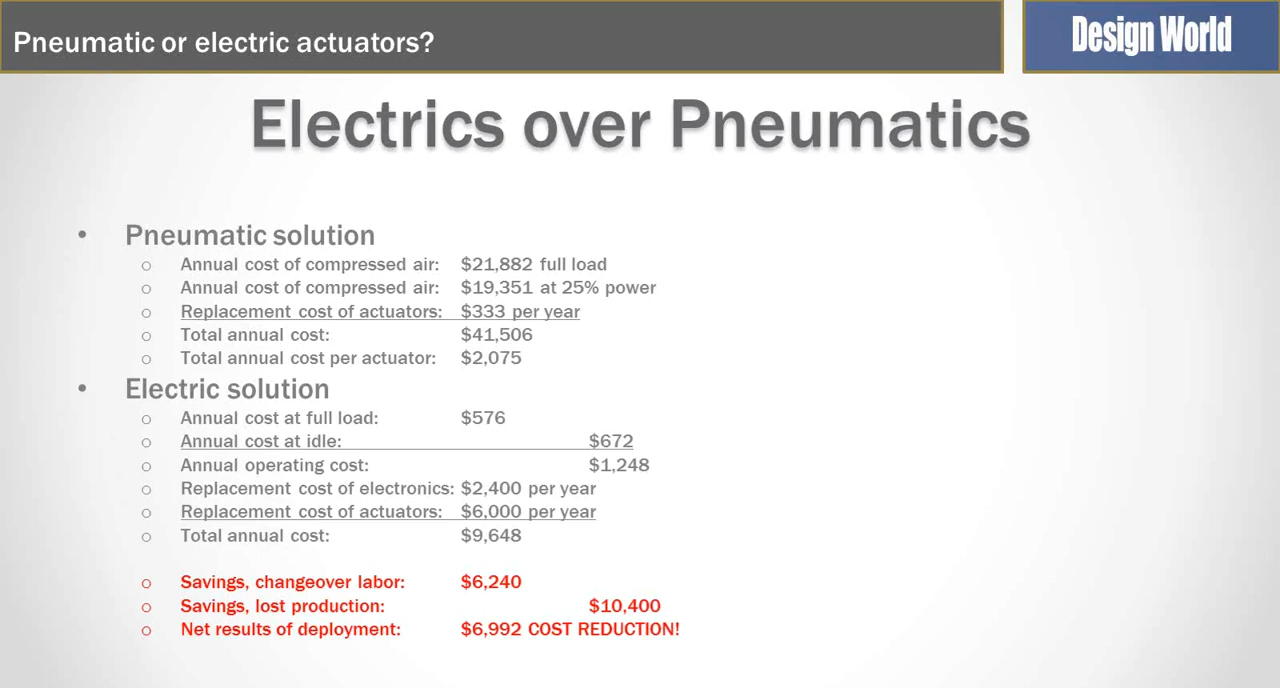 Pneumatic or electric actuators?
Design World
Electrics over Pneumatics
• Pneumatic solution
o Annual cost of compressed air: $21,882 full load
o Annual cost of compressed air: $19,351 at 25% power
o Replacement cost of actuators: $333 per year
o Total annual cost: $41,506
o Total annual cost per actuator: $2,075
• Electric solution
o Annual cost at full load: $576
o Annual cost at idle: $672
o Annual operating cost: $1,248
o Replacement cost of electronics: $2,400 per year
o Replacement cost of actuators: $6,000 per year
o Total annual cost: $9,648
o Savings, changeover labor: $6,240
o Savings, lost production: $10,400
o Net results of deployment: $6,992 COST REDUCTION!